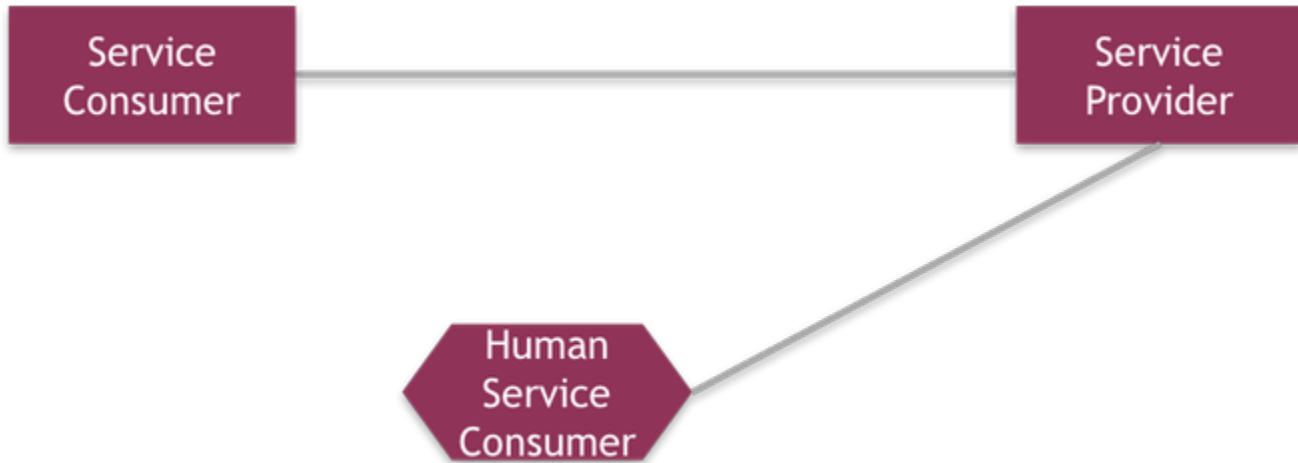 Service
Consumer
Service
Provider
Human
Service
Consumer